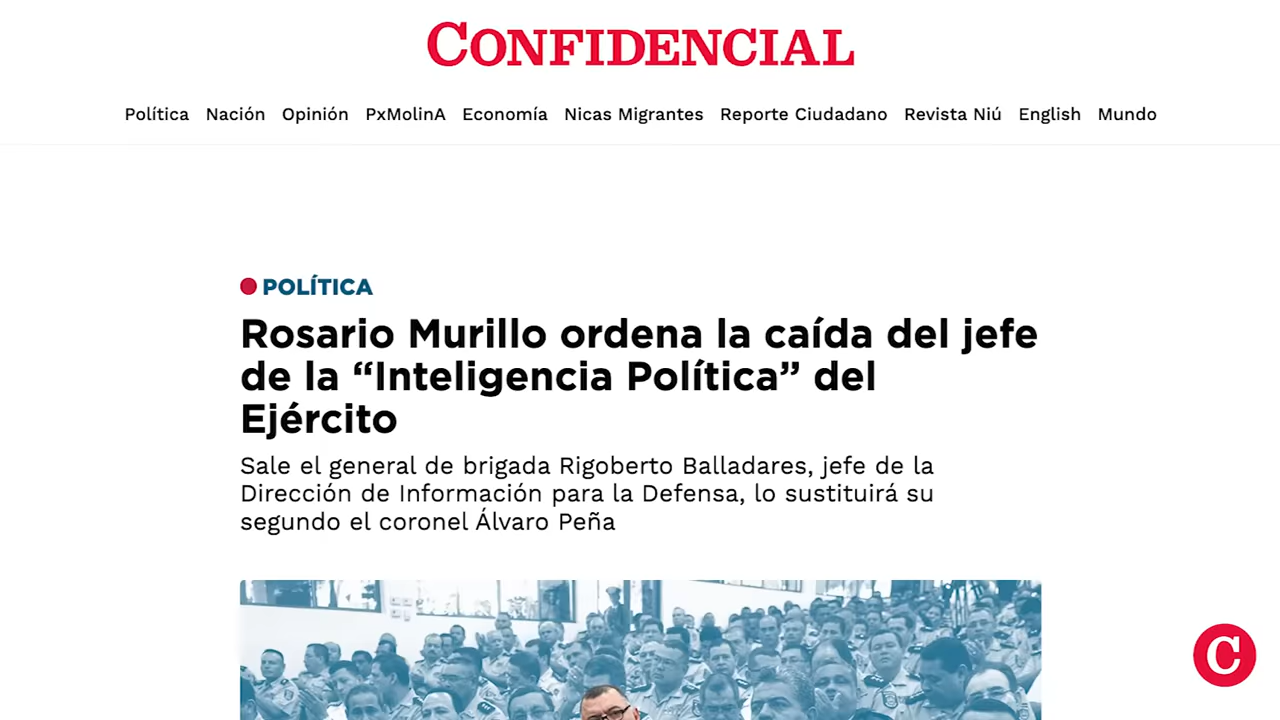 CONFIDENCIAL
Política Nación Opinión PxMolinA Economía Nicas Migrantes Reporte Ciudadano Revista Niú English Mundo
POLÍTICA
Rosario Murillo ordena la caída del jefe
de la “Inteligencia Política” del
Ejército
Sale el general de brigada Rigoberto Balladares, jefe de la
Dirección de Información para la Defensa, lo sustituirá su
segundo el coronel Álvaro Peña
C